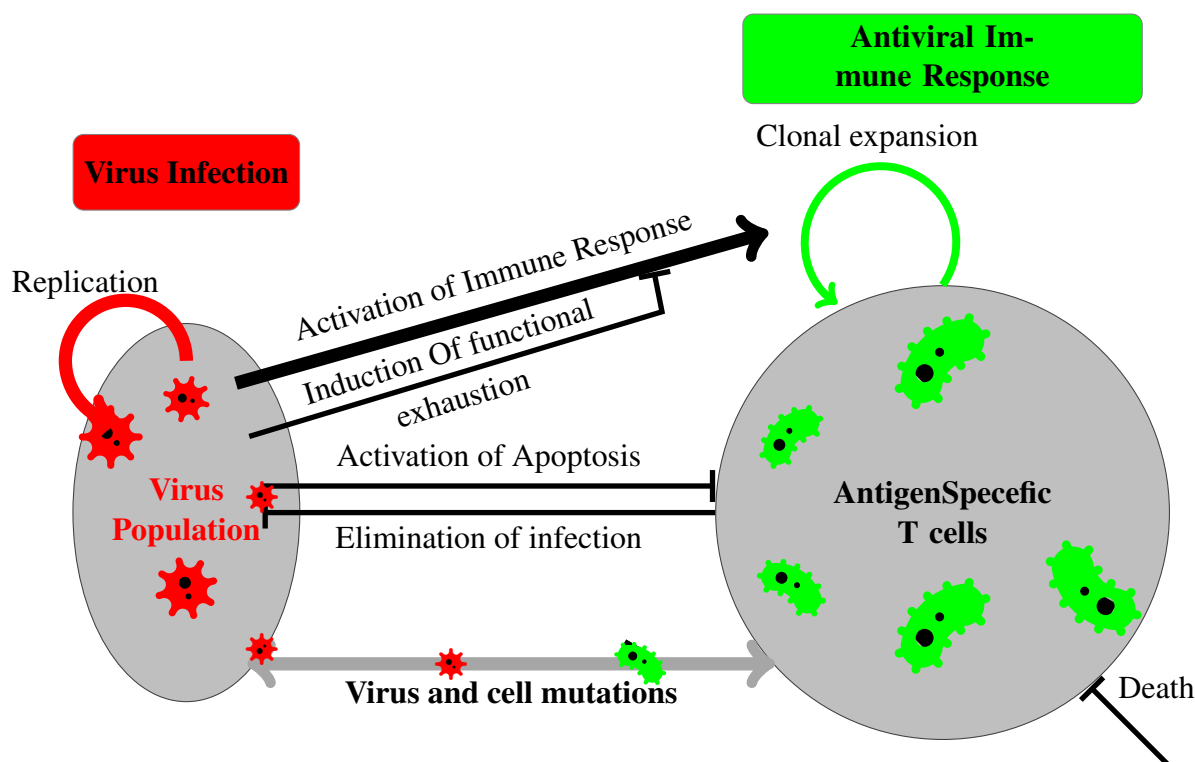 Antiviral Im-
mune Response
Clonal expansion
Virus Infection
Replication
Activation of Immune Response
Induction Of functional
exhaustion
Activation of Apoptosis
Virus
Population
AntigenSpecefic
T cells
Elimination of infection
Virus and cell mutations
Death